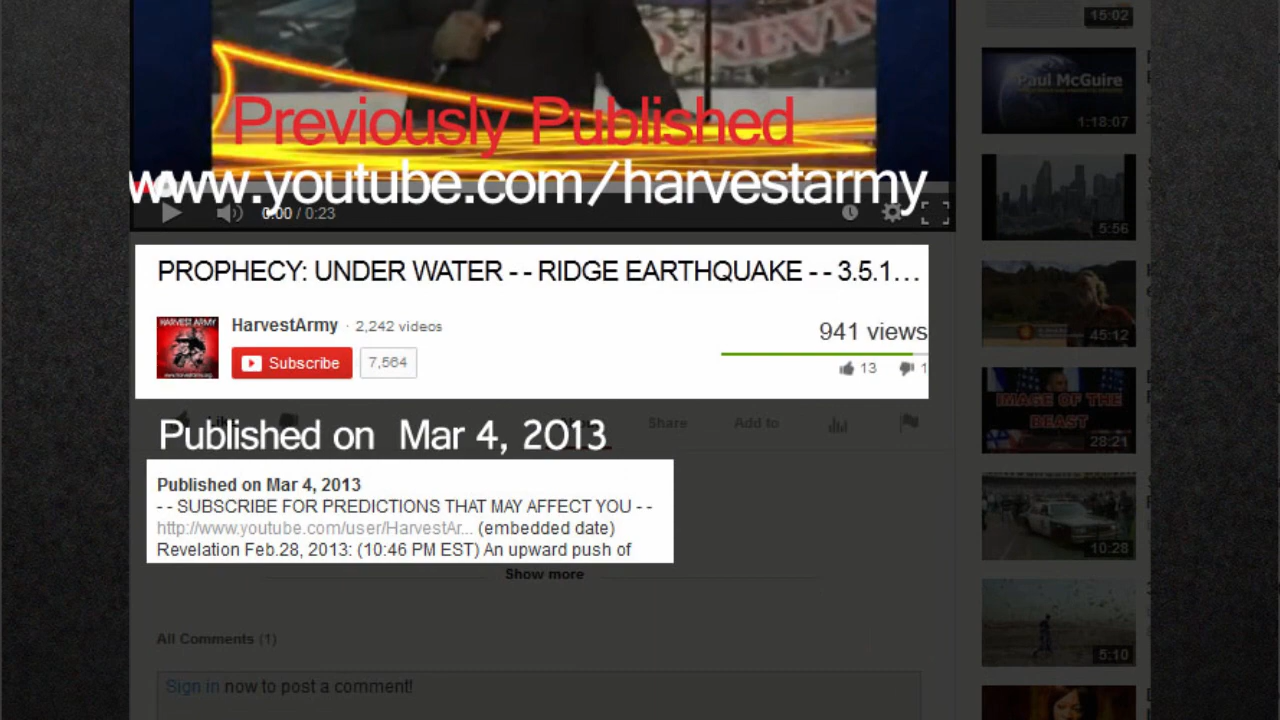 15:02
D REVIV
Paul McGuire
1:18:07
Previously Published
www.youtube.com/harvestarmy
0:00 / 0:23
5:56
PROPHECY: UNDER WATER - - RIDGE EARTHQUAKE - - 3.5.1...
HARVEST ARMY
HarvestArmy · 2,242 videos
941 views
Subscribe 7,564
13 1
45:12
Like Share Add to
IMAGE OF THE
BEAST
28:21
Published on Mar 4, 2013
Published on Mar 4, 2013
- - SUBSCRIBE FOR PREDICTIONS THAT MAY AFFECT YOU - -
http://www.youtube.com/user/HarvestAr... (embedded date)
Revelation Feb.28, 2013: (10:46 PM EST) An upward push of
10:28
Show more
All Comments (1)
5:10
Sign in now to post a comment!